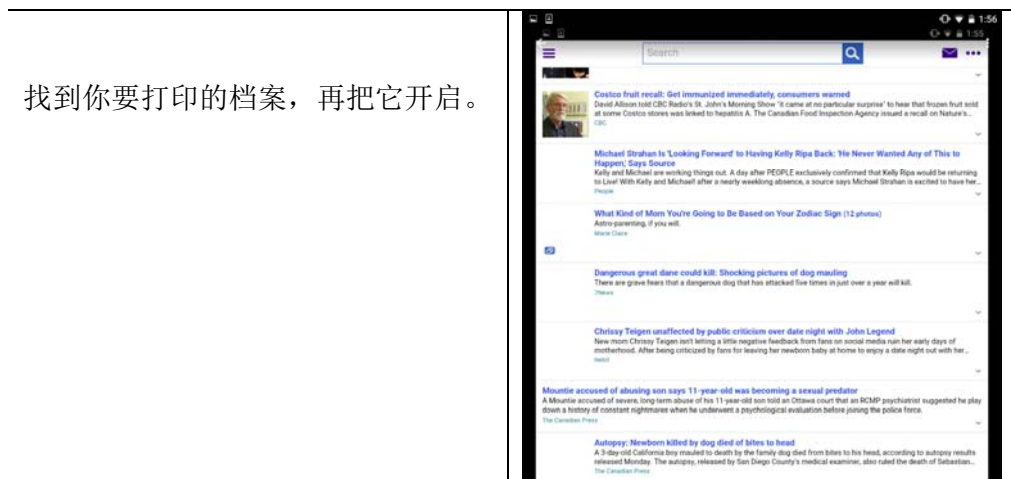 找到你要打印的档案，再把它开启。
1:56
1:55
Search
Costco fruit recall: Get immunized immediately, consumers warned
David Allison told CBC Radio's St. John's Morning Show "it came at no particular surprise" to hear that frozen fruit sold
at some Costco stores was linked to hepatitis A. The Canadian Food Inspection Agency issued a recall on Nature's...
CBC
Michael Strahan Is 'Looking Forward' to Having Kelly Ripa Back: 'He Never Wanted Any of This to
Happen,' Says Source
Kelly and Michael are working things out. A day after PEOPLE exclusively confirmed that Kelly Ripa would be returning
to Live! With Kelly and Michael! after a nearly weeklong absence, a source says Michael Strahan is excited to have her...
People
What Kind of Mom You're Going to Be Based on Your Zodiac Sign (12 photos)
Astro-parenting, if you will.
Marie Claire
Dangerous great dane could kill: Shocking pictures of dog mauling
There are grave fears that a dangerous dog that has attacked five times in just over a year will kill.
7News
Chrissy Teigen unaffected by public criticism over date night with John Legend
New mom Chrissy Teigen isn't letting a little negative feedback from fans on social media ruin her early days of
motherhood. After being criticized by fans for leaving her newborn baby at home to enjoy a date night out with her...
Mountie accused of abusing son says 11-year-old was becoming a sexual predator
A Mountie accused of severe, long-term abuse of his 11-year-old son told an Ottawa court that an RCMP psychiatrist suggested he play
down a history of constant nightmares when he underwent a psychological evaluation before joining the police force.
The Canadian Press
Autopsy: Newborn killed by dog died of bites to head
A 3-day-old California boy mauled to death by the family dog died from bites to his head, according to autopsy results
released Monday. The autopsy, released by San Diego County's medical examiner, also ruled the death of Sebastian...
The Canadian Press